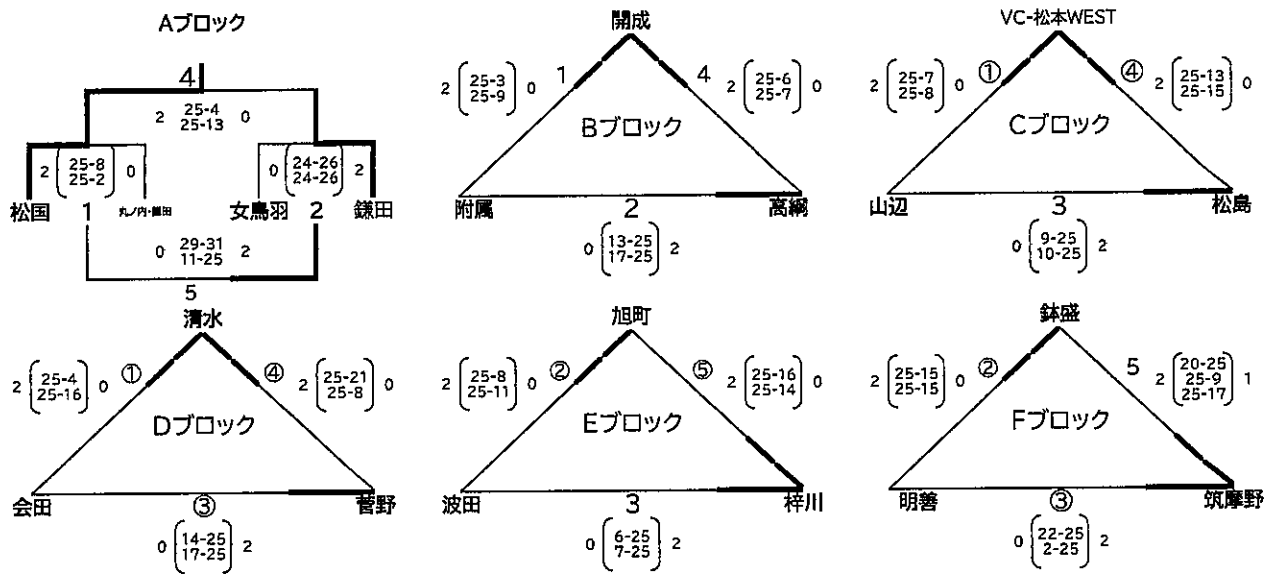 Aブロック
4
2 25-4 0
25-13
2 25-8 0
25-2
0 24-26 2
24-26
松国 1 丸ノ内・鎌田 女鳥羽 2 鎌田
0 29-31 2
11-25
5
開成
1 4
2 25-3 0
25-9
2 25-6 0
25-7
Bブロック
附属 2 高綱
0 13-25 2
17-25
VC-松本WEST
① ④
2 25-7 0
25-8
2 25-13 0
25-15
Cブロック
山辺 3 松島
0 9-25 2
10-25
清水
① ④
2 25-4 0
25-16
2 25-21 0
25-8
Dブロック
会田 ③ 菅野
0 14-25 2
17-25
旭町
② ⑤
2 25-8 0
25-11
2 25-16 0
25-14
Eブロック
波田 3 梓川
0 6-25 2
7-25
鉢盛
② 5
2 25-15 0
25-15
20-25
2 25-9 1
25-17
Fブロック
明善 ③ 筑摩野
0 22-25 2
2-25